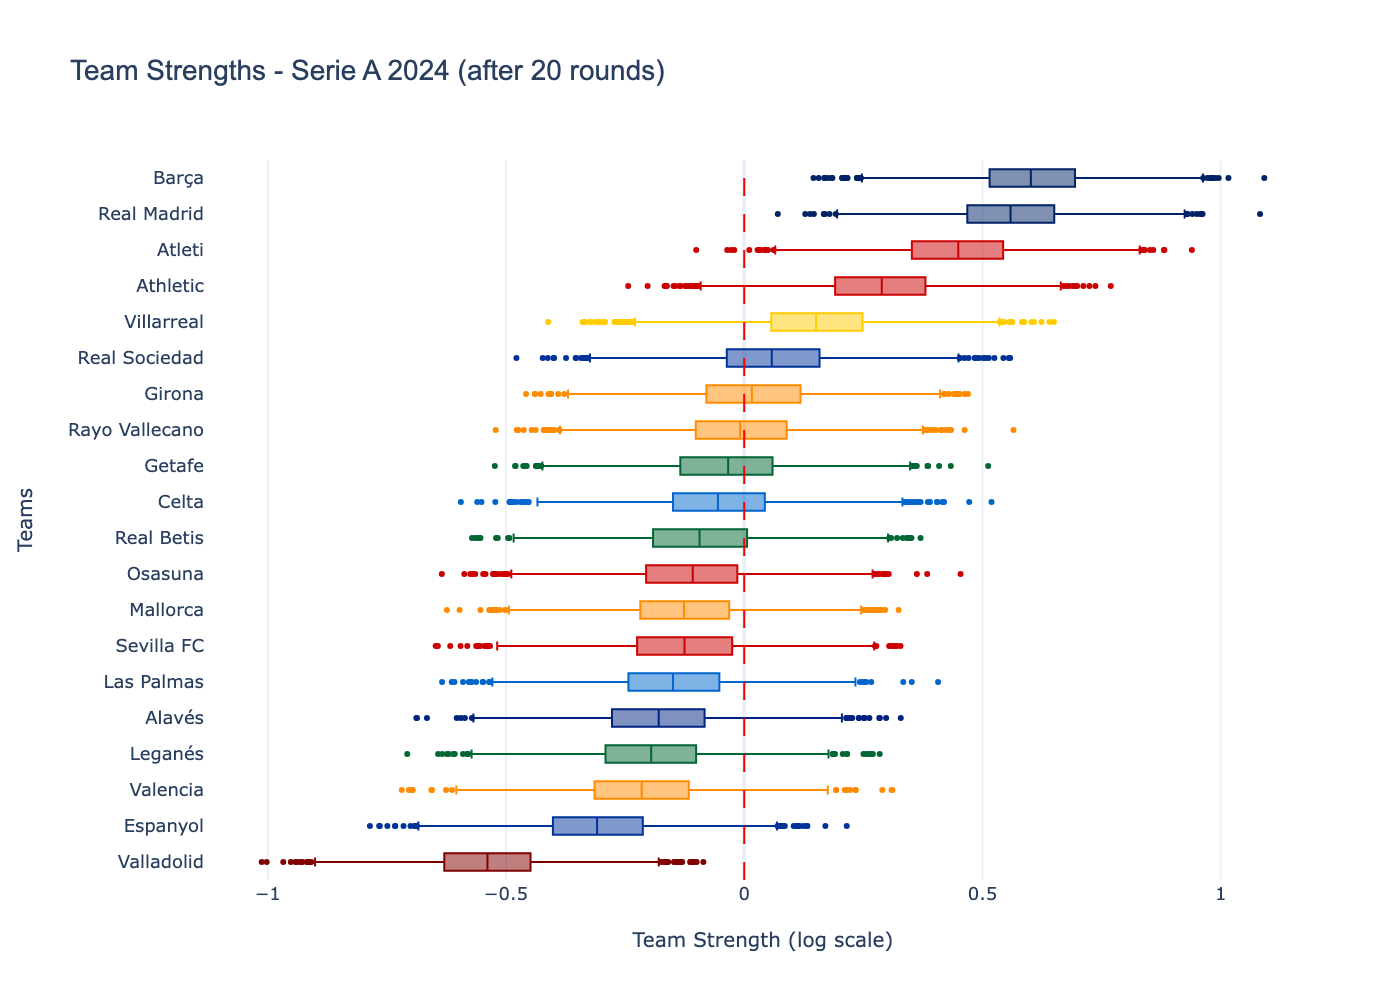 Team Strengths - Serie A 2024 (after 20 rounds)
Teams
Barça
Real Madrid
Atleti
Athletic
Villarreal
Real Sociedad
Girona
Rayo Vallecano
Getafe
Celta
Real Betis
Osasuna
Mallorca
Sevilla FC
Las Palmas
Alavés
Leganés
Valencia
Espanyol
Valladolid
−1 −0.5 0 0.5 1
Team Strength (log scale)